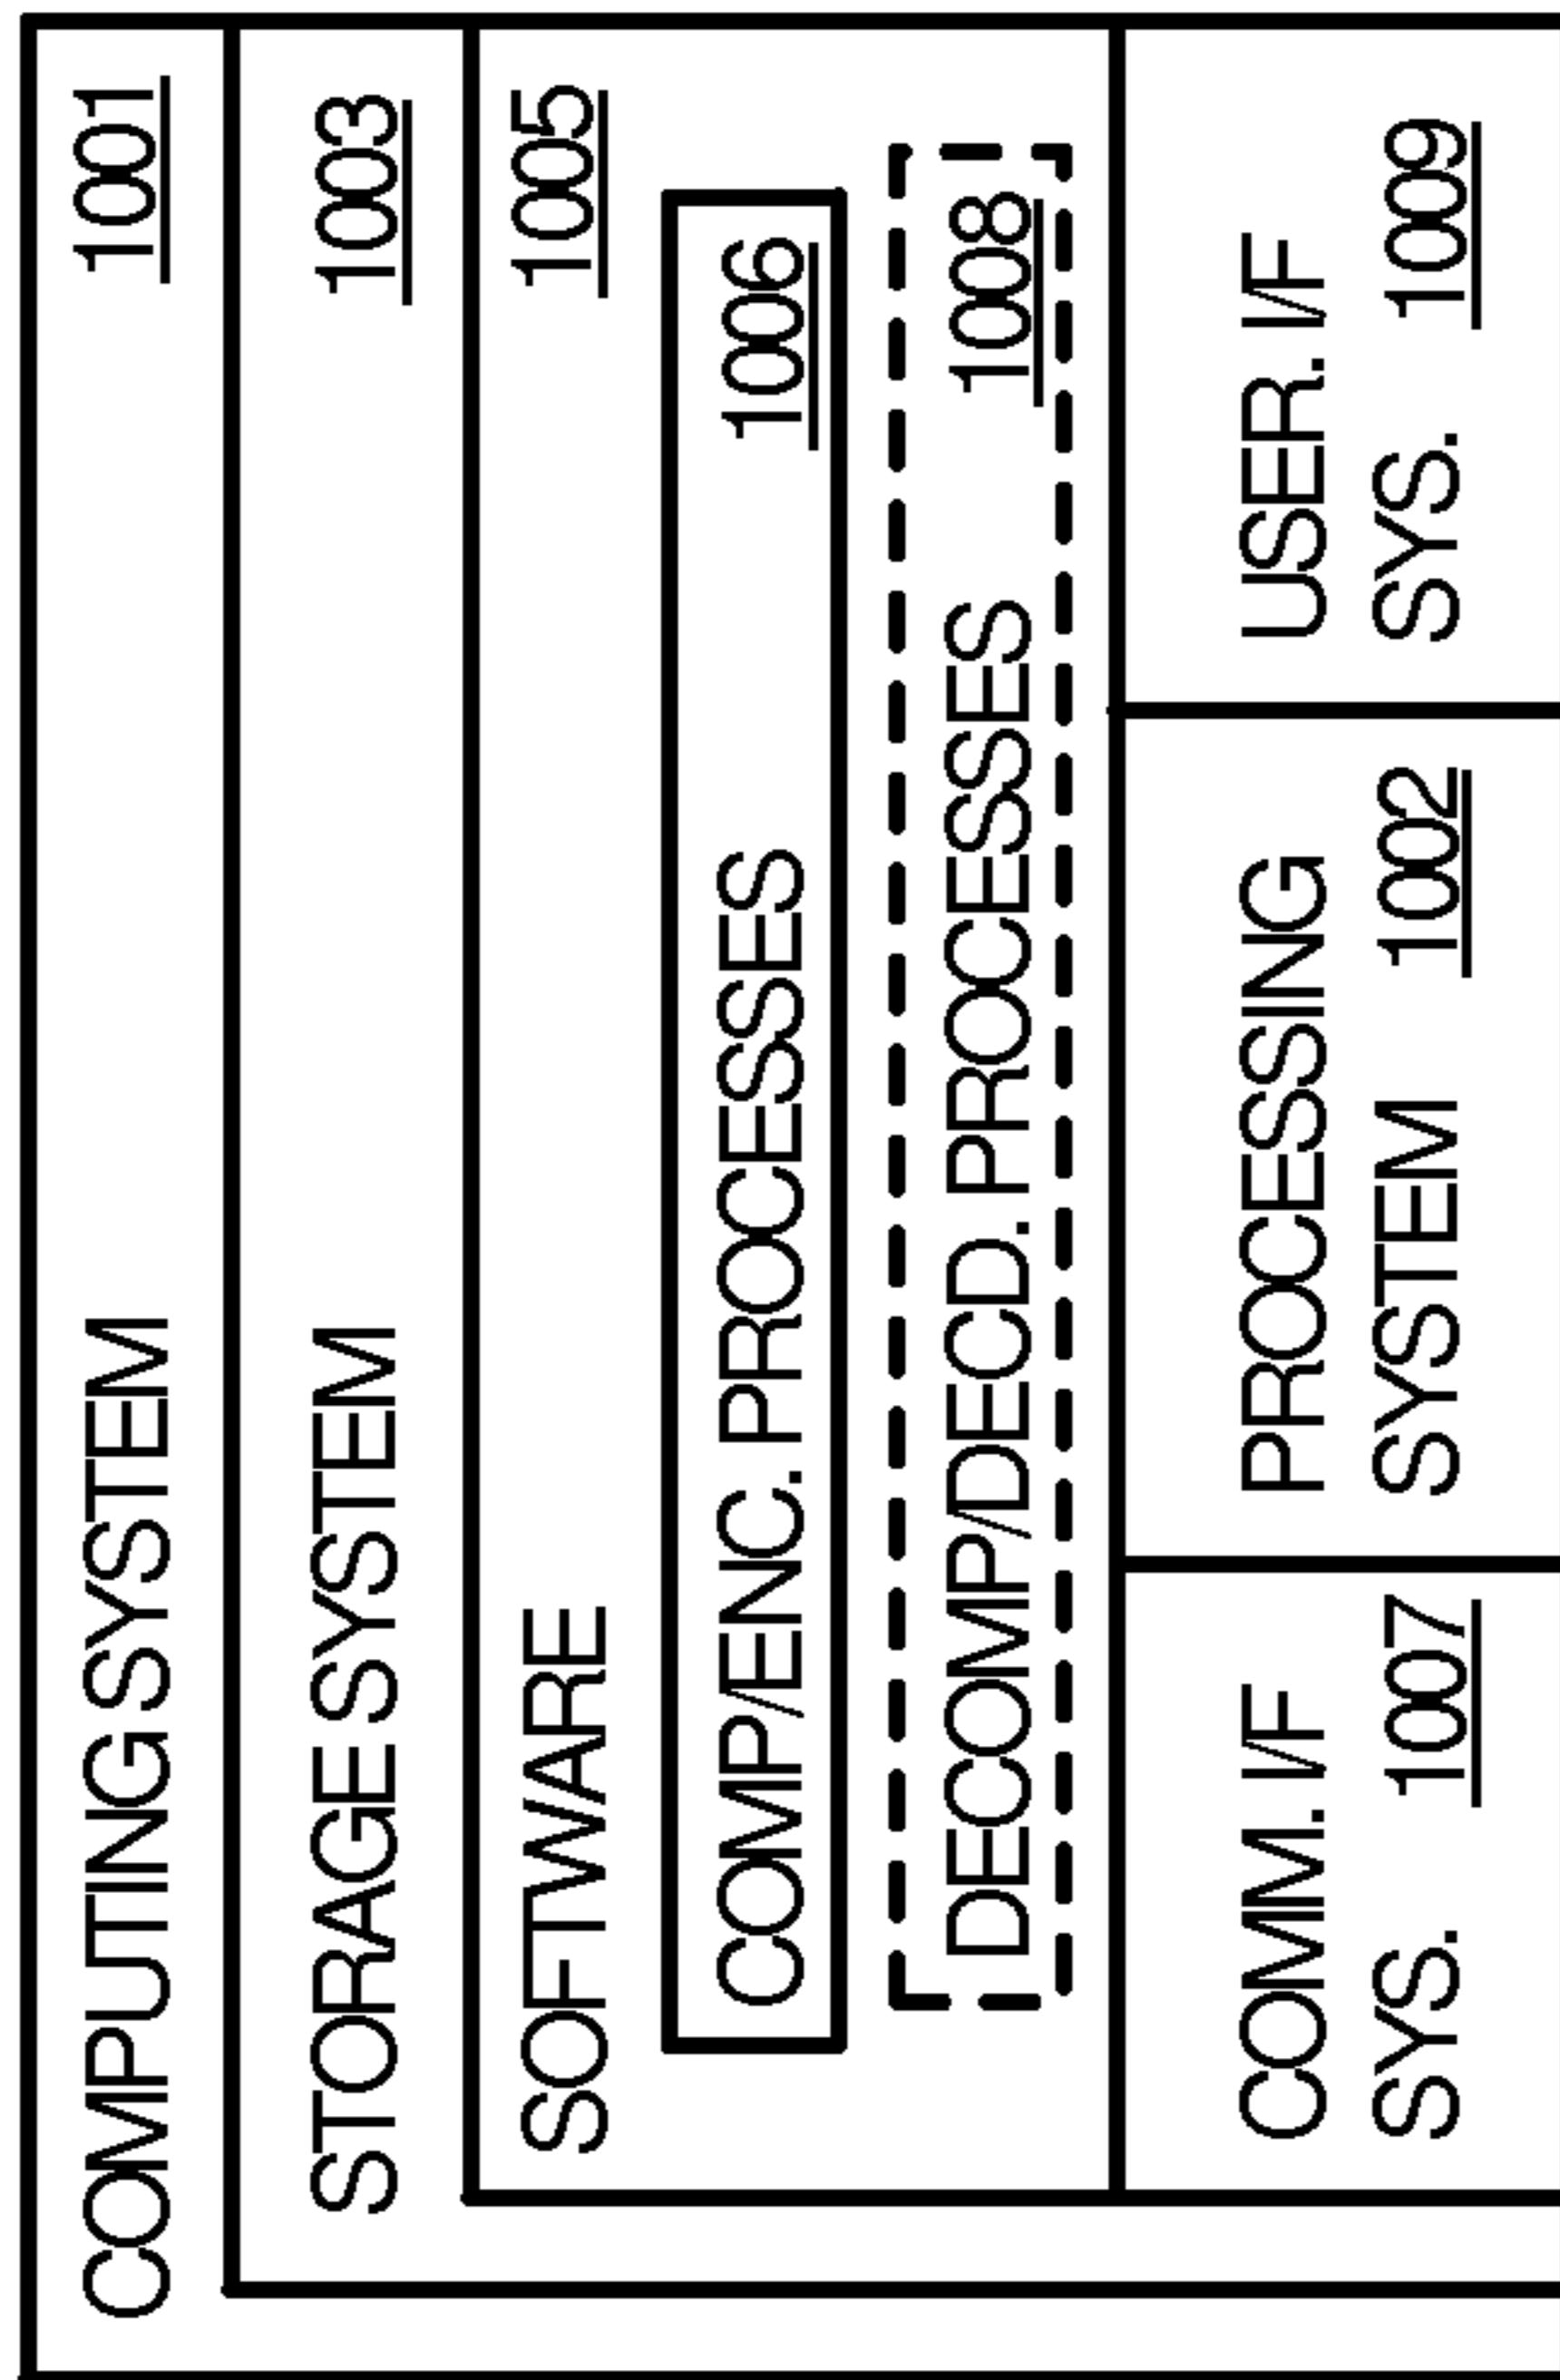 COMPUTING SYSTEM 1001
STORAGE SYSTEM 1003
SOFTWARE 1005
COMP/ENC. PROCESSES 1006
DECOMP/DECD. PROCESSES 1008
COMM. I/F
SYS. 1007
PROCESSING
SYSTEM 1002
USER. I/F
SYS. 1009